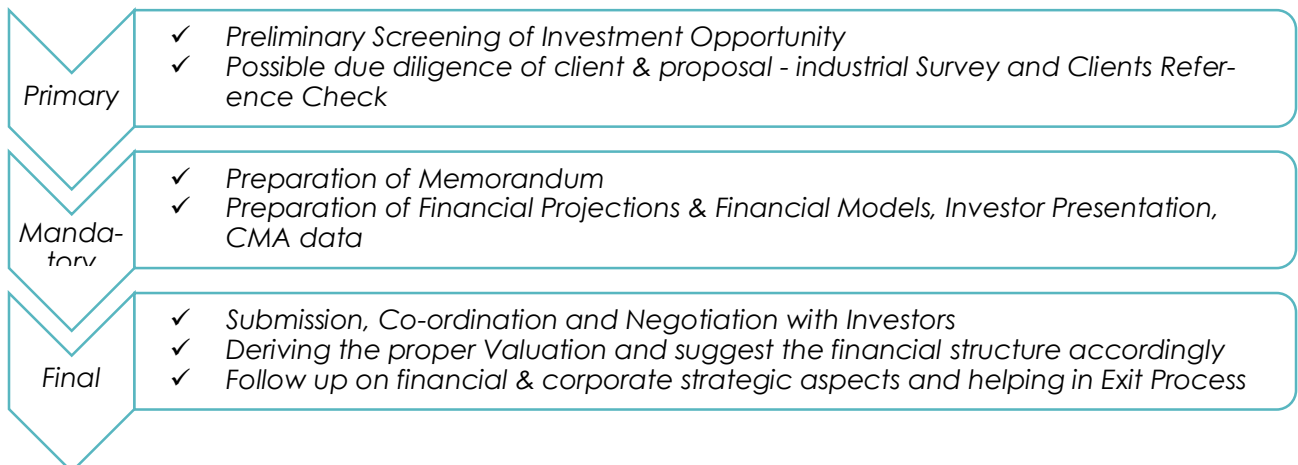 Primary
✓ Preliminary Screening of Investment Opportunity
✓ Possible due diligence of client & proposal - industrial Survey and Clients Refer-
ence Check
Manda-
tory
✓ Preparation of Memorandum
✓ Preparation of Financial Projections & Financial Models, Investor Presentation,
CMA data
Final
✓ Submission, Co-ordination and Negotiation with Investors
✓ Deriving the proper Valuation and suggest the financial structure accordingly
✓ Follow up on financial & corporate strategic aspects and helping in Exit Process